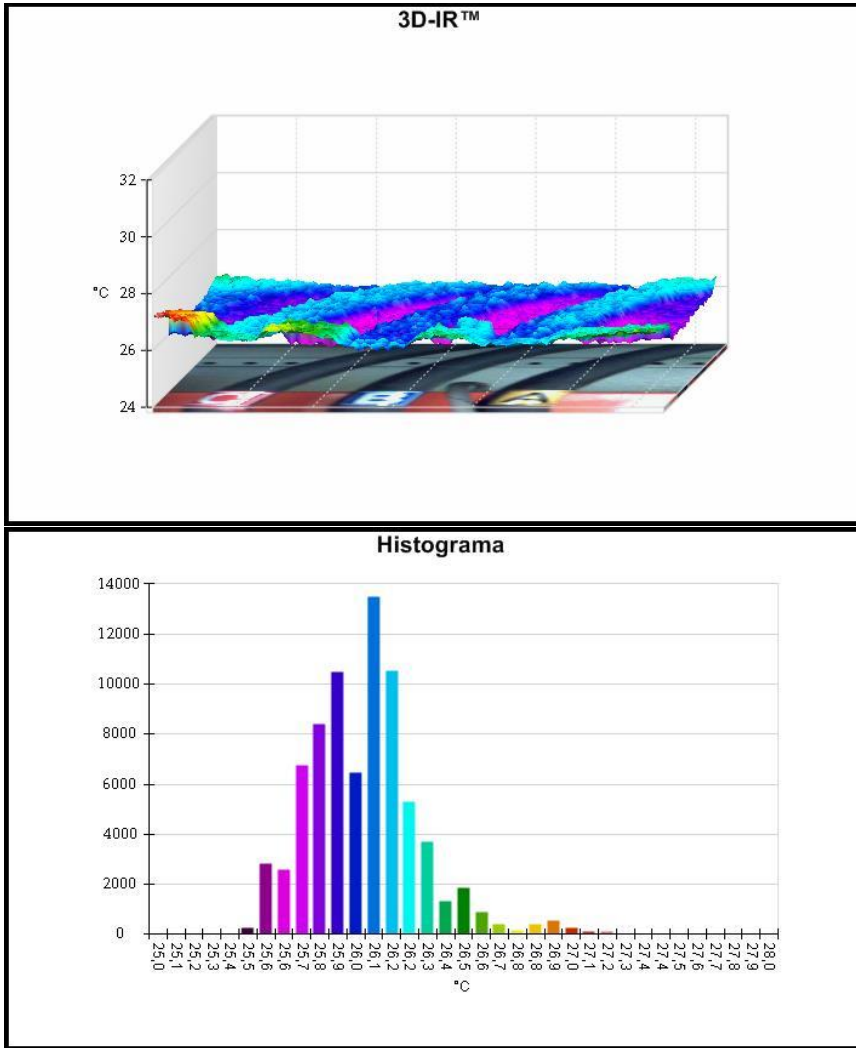 3D-IR™
32
30
°C
28
26
24
C B A
Histograma
14000
12000
10000
8000
6000
4000
2000
0
25,0 25,1 25,2 25,3 25,4 25,5 25,6 25,6 25,7 25,8 25,9 26,0 26,1 26,2 26,2 26,3 26,4 26,5 26,6 26,7 26,8 26,8 26,9 27,0 27,1 27,2 27,3 27,4 27,4 27,5 27,6 27,7 27,8 27,9 28,0
°C